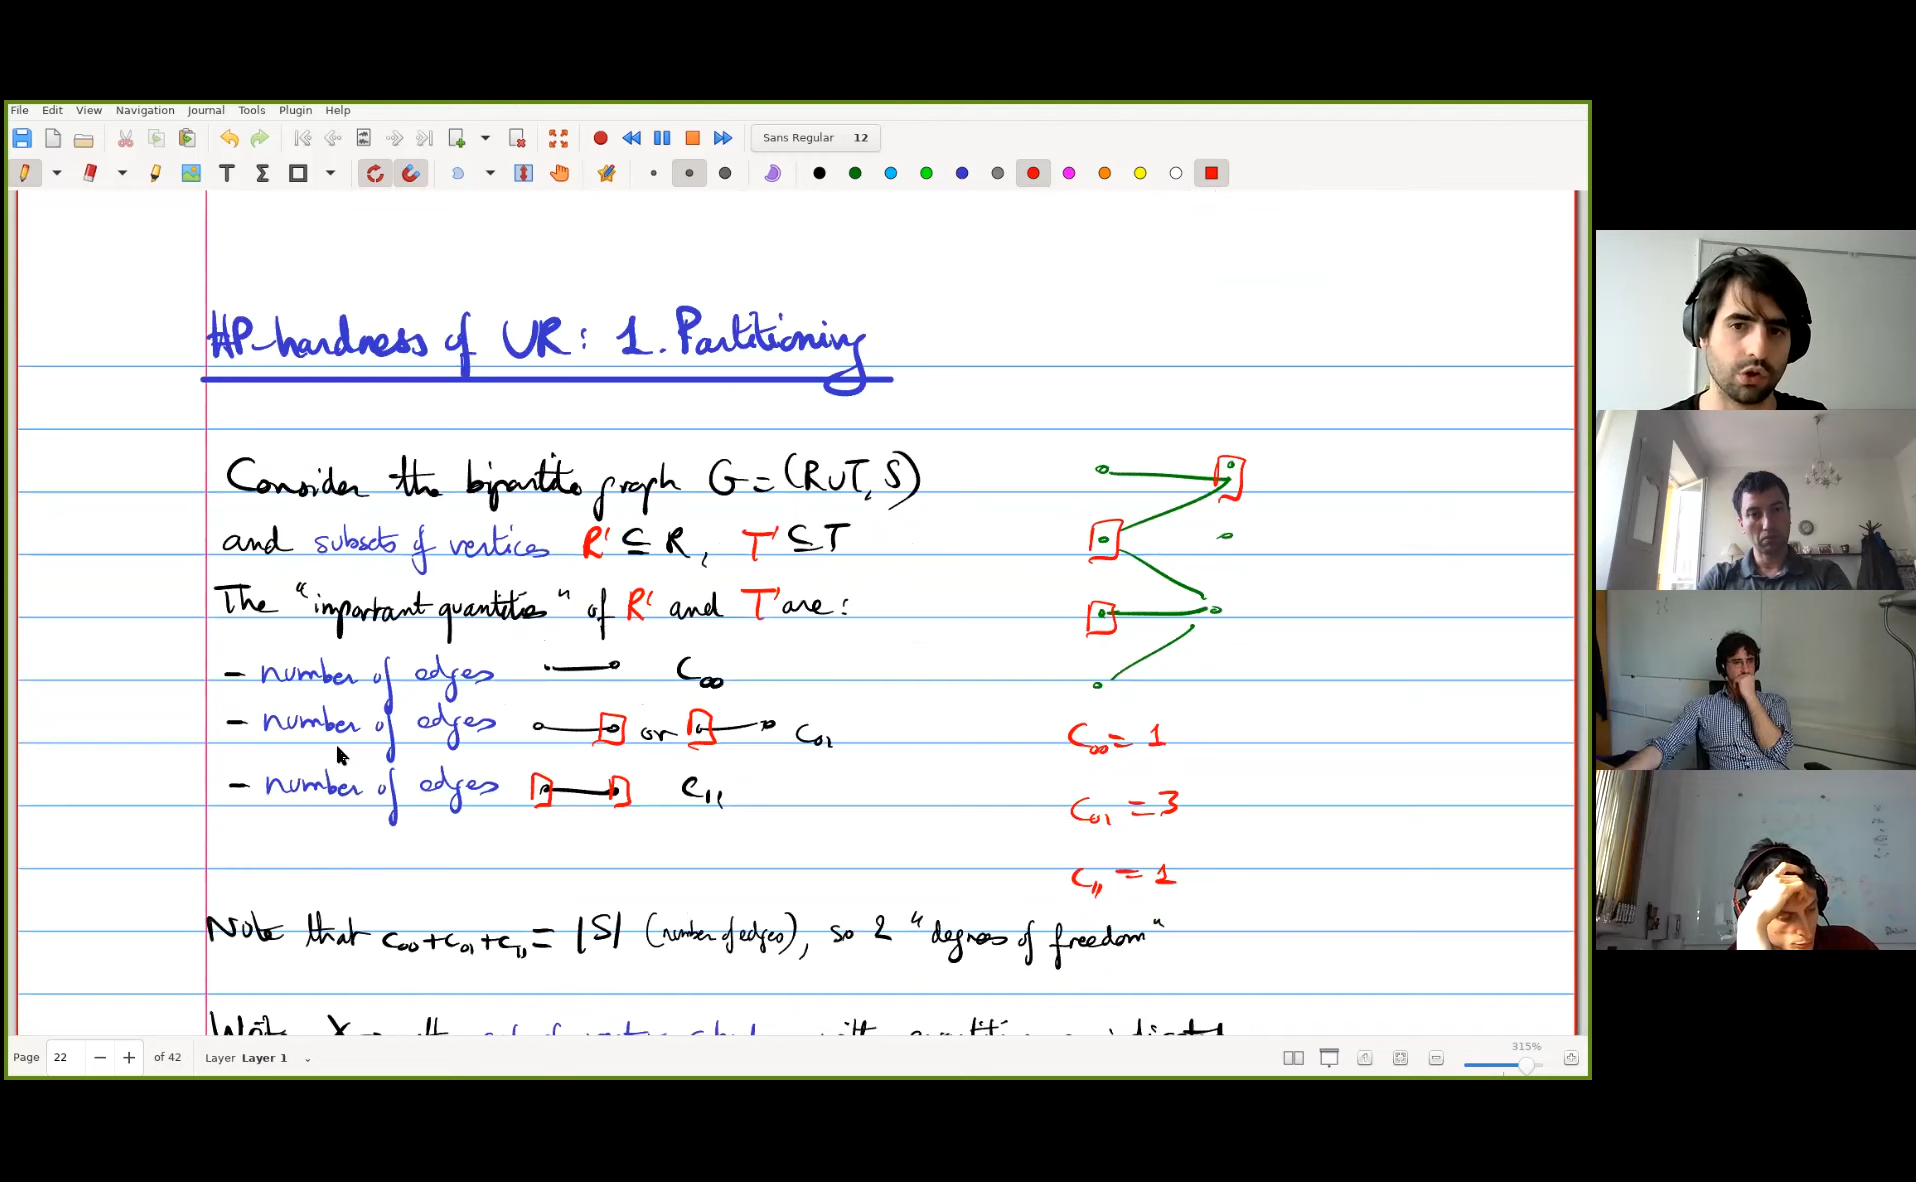 File Edit View Navigation Journal Tools Plugin Help
Sans Regular 12
#P-hardness of UR: 1. Partitioning
Consider the bipartite graph G = (R∪T, S)
and subsets of vertices R' ⊆ R, T' ⊆ T
The "important quantities" of R' and T' are:
- number of edges c00
- number of edges or c01
- number of edges c11
c00 = 1
c01 = 3
c11 = 1
Note that c00+c01+c11 = |S| (number of edges), so 2 "degrees of freedom"
Page 22 of 42 Layer Layer 1
315%